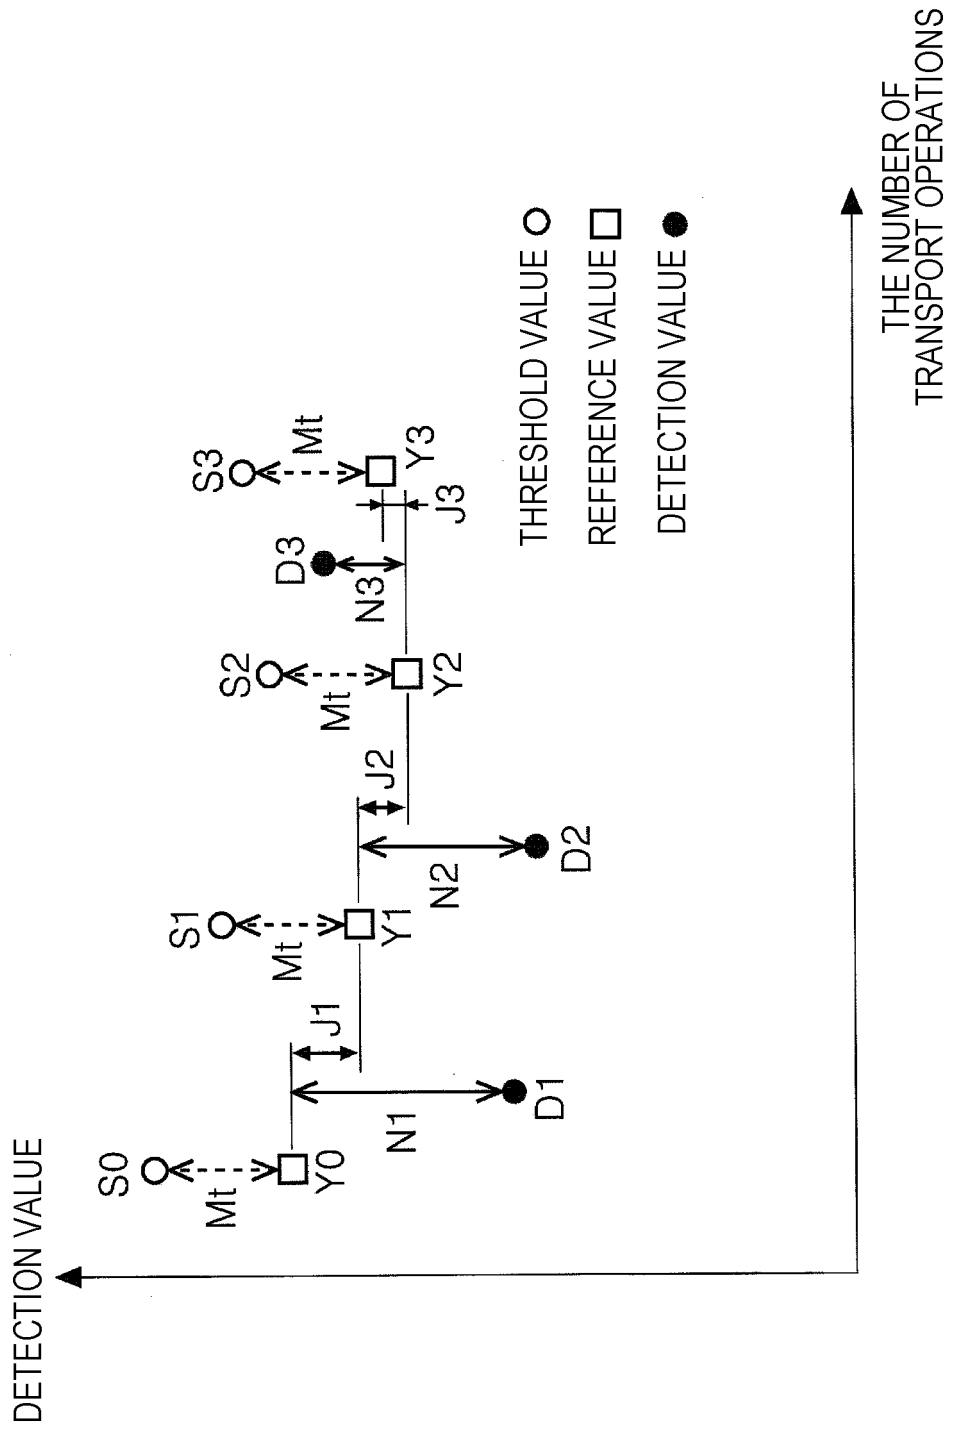 DETECTION VALUE
S0
Mt
Y0
N1
D1
J1
S1
Mt
Y1
N2
D2
J2
S2
Mt
Y2
D3
N3
J3
S3
Mt
Y3
THRESHOLD VALUE
REFERENCE VALUE
DETECTION VALUE
THE NUMBER OF
TRANSPORT OPERATIONS